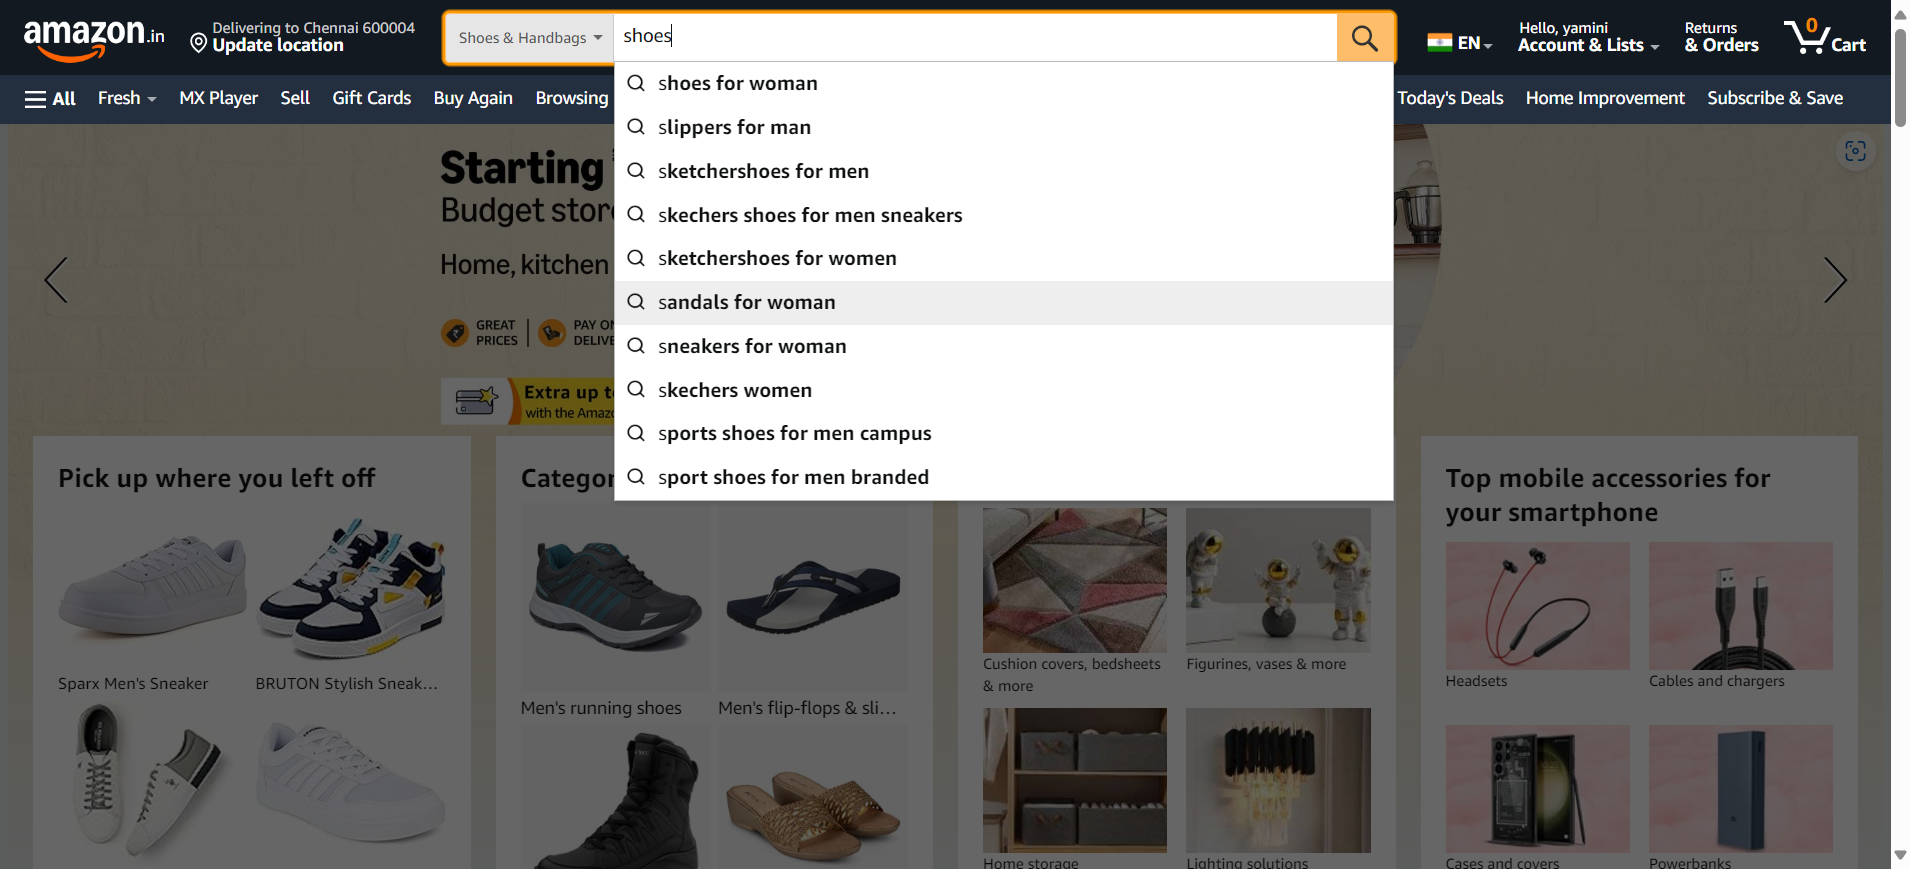 amazon.in
Delivering to Chennai 600004
Update location
Shoes & Handbags
shoes
EN
Hello, yamini
Account & Lists
Returns
& Orders
0
Cart
All
Fresh
MX Player
Sell
Gift Cards
Buy Again
Browsing
Today's Deals
Home Improvement
Subscribe & Save
shoes for woman
slippers for man
sketchershoes for men
skechers shoes for men sneakers
sketchershoes for women
sandals for woman
sneakers for woman
skechers women
sports shoes for men campus
sport shoes for men branded
Starting
Budget stor
Home, kitchen
GREAT
PRICES
PAY ON
DELIVE
Extra up t
with the Amaz
Pick up where you left off
Sparx Men's Sneaker
BRUTON Stylish Sneak...
Categor
Men's running shoes
Men's flip-flops & sli...
Cushion covers, bedsheets
& more
Figurines, vases & more
Home storage
Lighting solutions
Top mobile accessories for
your smartphone
Headsets
Cables and chargers
Cases and covers
Powerbanks